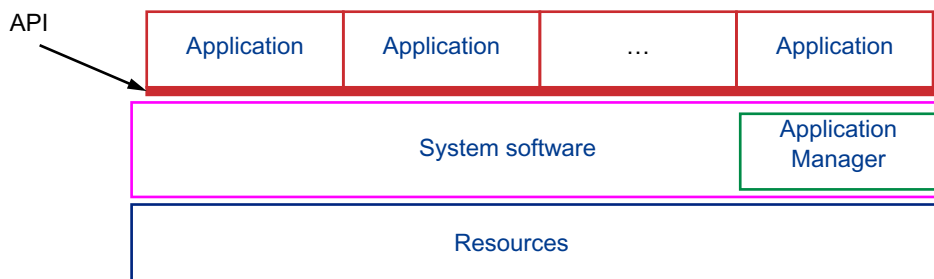 API
Application
Application
…
Application
System software
Application
Manager
Resources